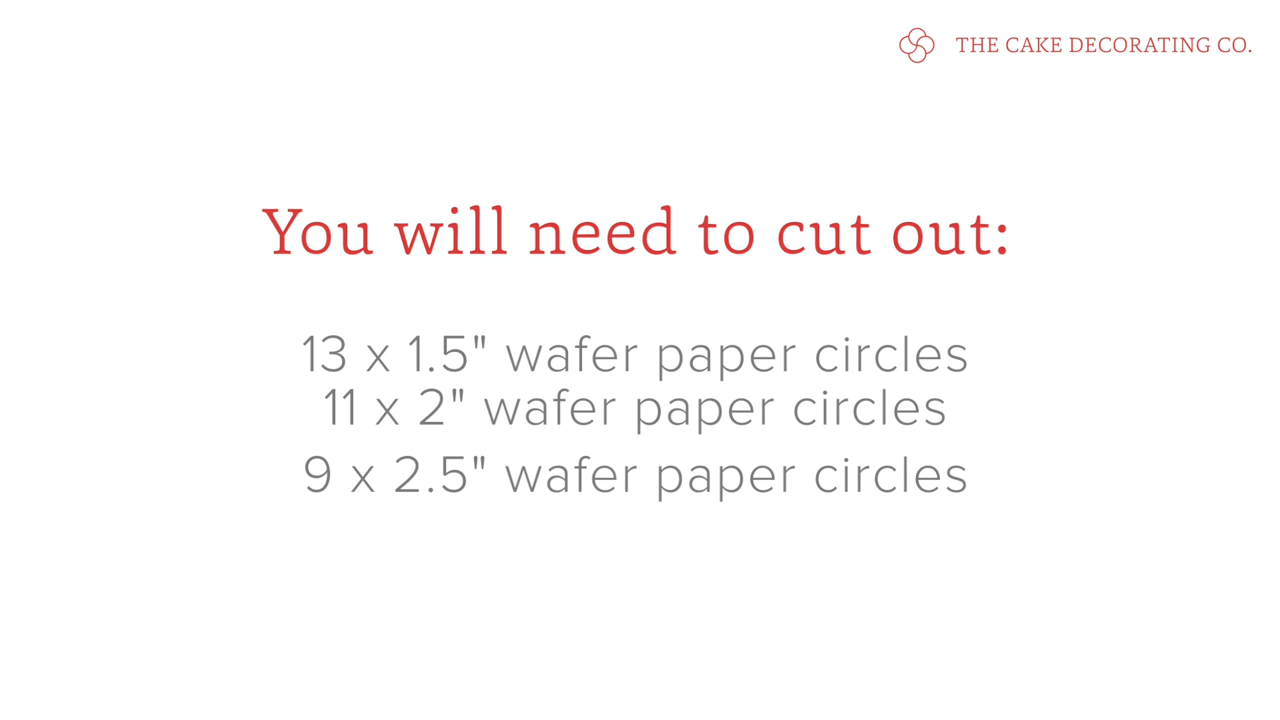 THE CAKE DECORATING CO.
You will need to cut out:
13 x 1.5" wafer paper circles
11 x 2" wafer paper circles
9 x 2.5" wafer paper circles